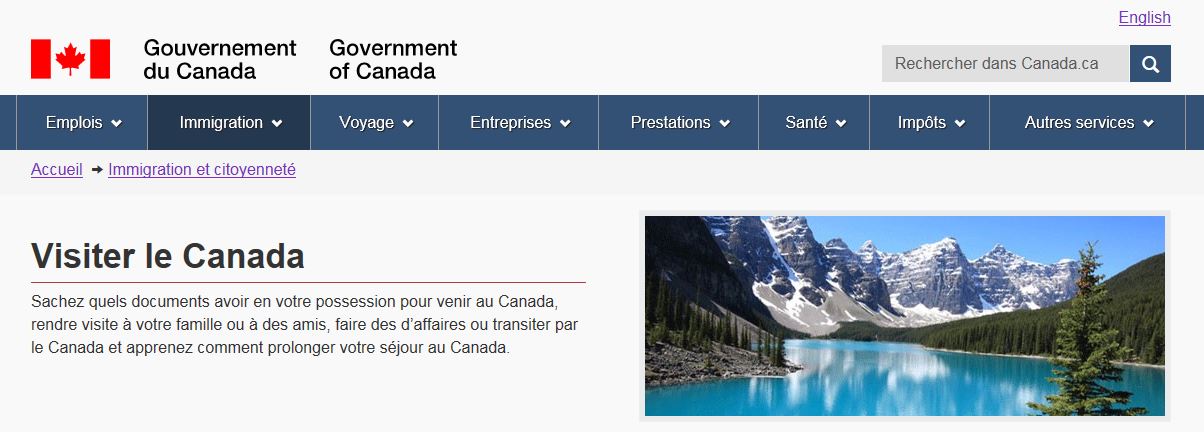 English
Gouvernement du Canada
Government of Canada
Rechercher dans Canada.ca
Emplois Immigration Voyage Entreprises Prestations Santé Impôts Autres services
Accueil → Immigration et citoyenneté
Visiter le Canada
Sachez quels documents avoir en votre possession pour venir au Canada,
rendre visite à votre famille ou à des amis, faire des d’affaires ou transiter par
le Canada et apprenez comment prolonger votre séjour au Canada.